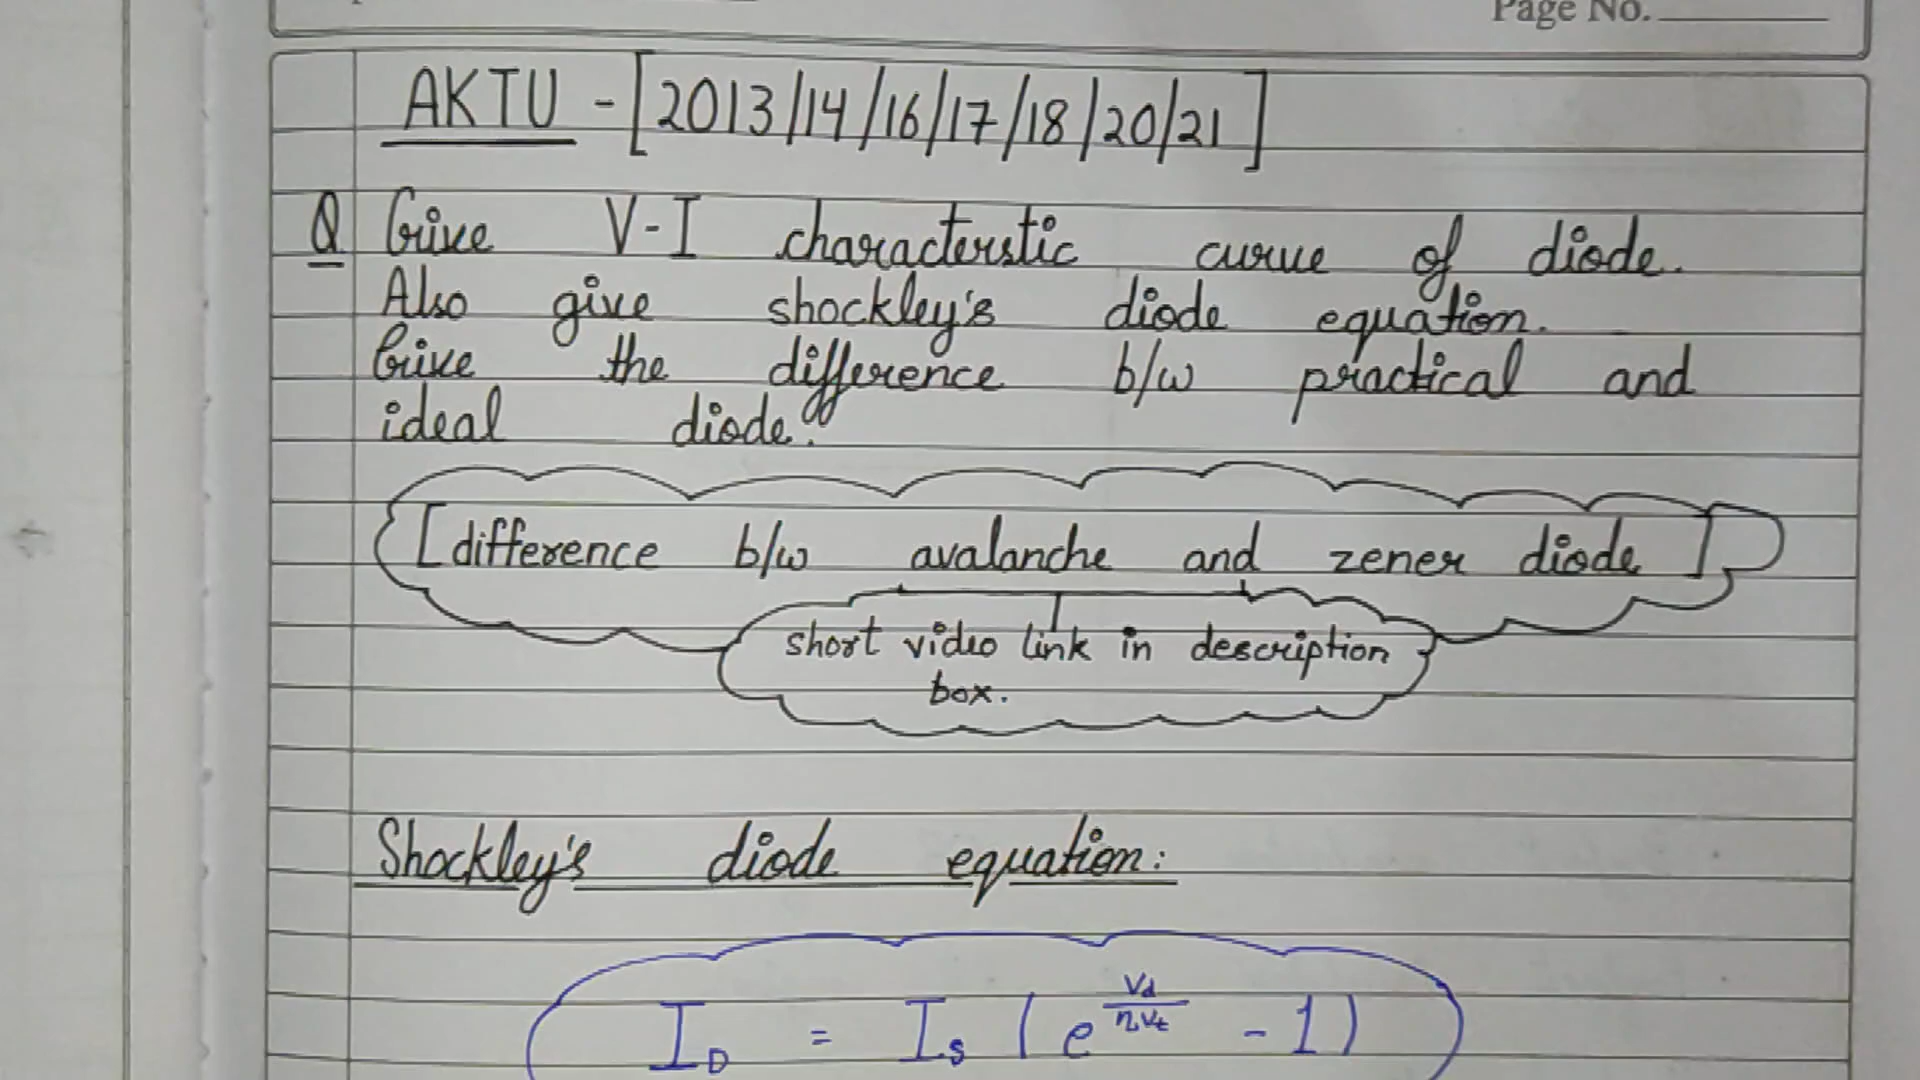 Page No.
AKTU - [2013/14/16/17/18/20/21]
Q Give V-I characterstic curve of diode.
Also give shockley's diode equation.
Give the difference b/w practical and
ideal diode.
[difference b/w avalanche and zener diode]
short video link in description
box.
Shockley's diode equation:
I_D = I_s (e^{V_d/ηV_t} - 1)